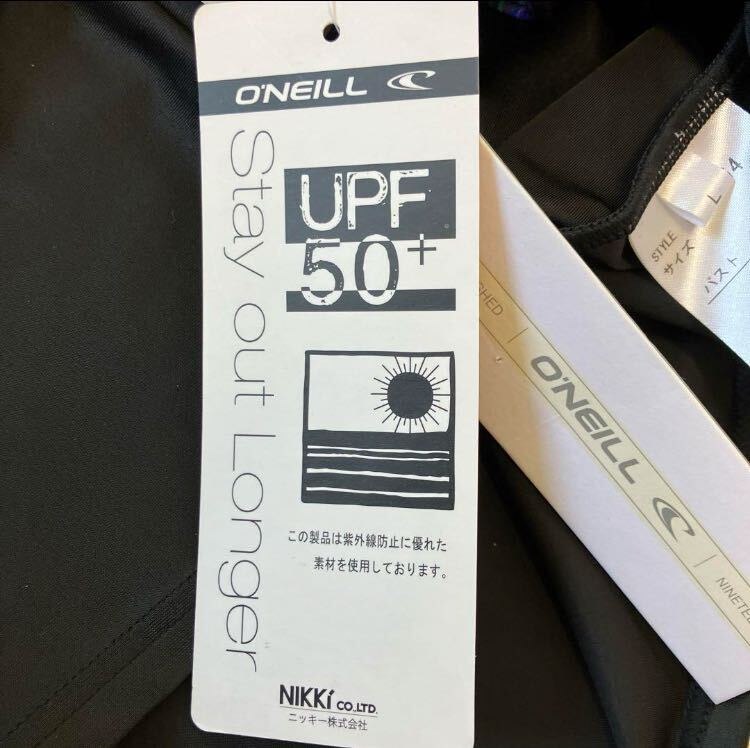 O'NEILL
Stay out Longer
UPF
50+
この製品は紫外線防止に優れた
素材を使用しております。
NIKKi CO.,LTD.
ニッキー株式会社
O'NEILL
STYLE
サイズ
L
バスト
4